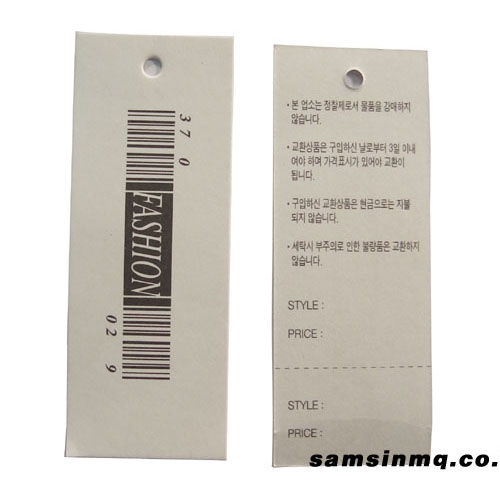 370
FASHION
029
• 본 업소는 정찰제로서 물품을 강매하지
않습니다.
• 교환상품은 구입하신 날로부터 3일 이내
여야 하며 가격표시가 있어야 교환이
됩니다.
• 구입하신 교환상품은 현금으로는 지불
되지 않습니다.
• 세탁시 부주의로 인한 불량품은 교환하지
않습니다.
STYLE :
PRICE :
STYLE :
PRICE :
samsinmq.co.